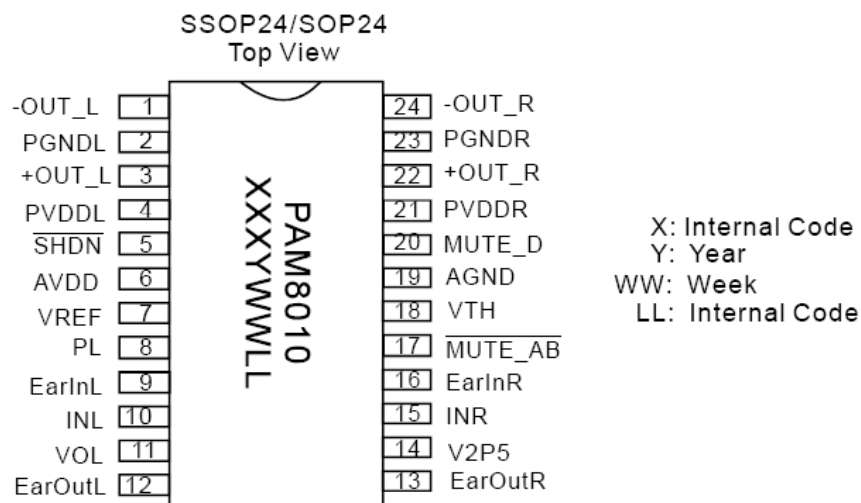 SSOP24/SOP24
Top View
-OUT_L 1
PGNDL 2
+OUT_L 3
PVDDL 4
SHDN 5
AVDD 6
VREF 7
PL 8
EarInL 9
INL 10
VOL 11
EarOutL 12
PAM8010
XXXYWWLL
24 -OUT_R
23 PGNDR
22 +OUT_R
21 PVDDR
20 MUTE_D
19 AGND
18 VTH
17 MUTE_AB
16 EarInR
15 INR
14 V2P5
13 EarOutR
X: Internal Code
Y: Year
WW: Week
LL: Internal Code